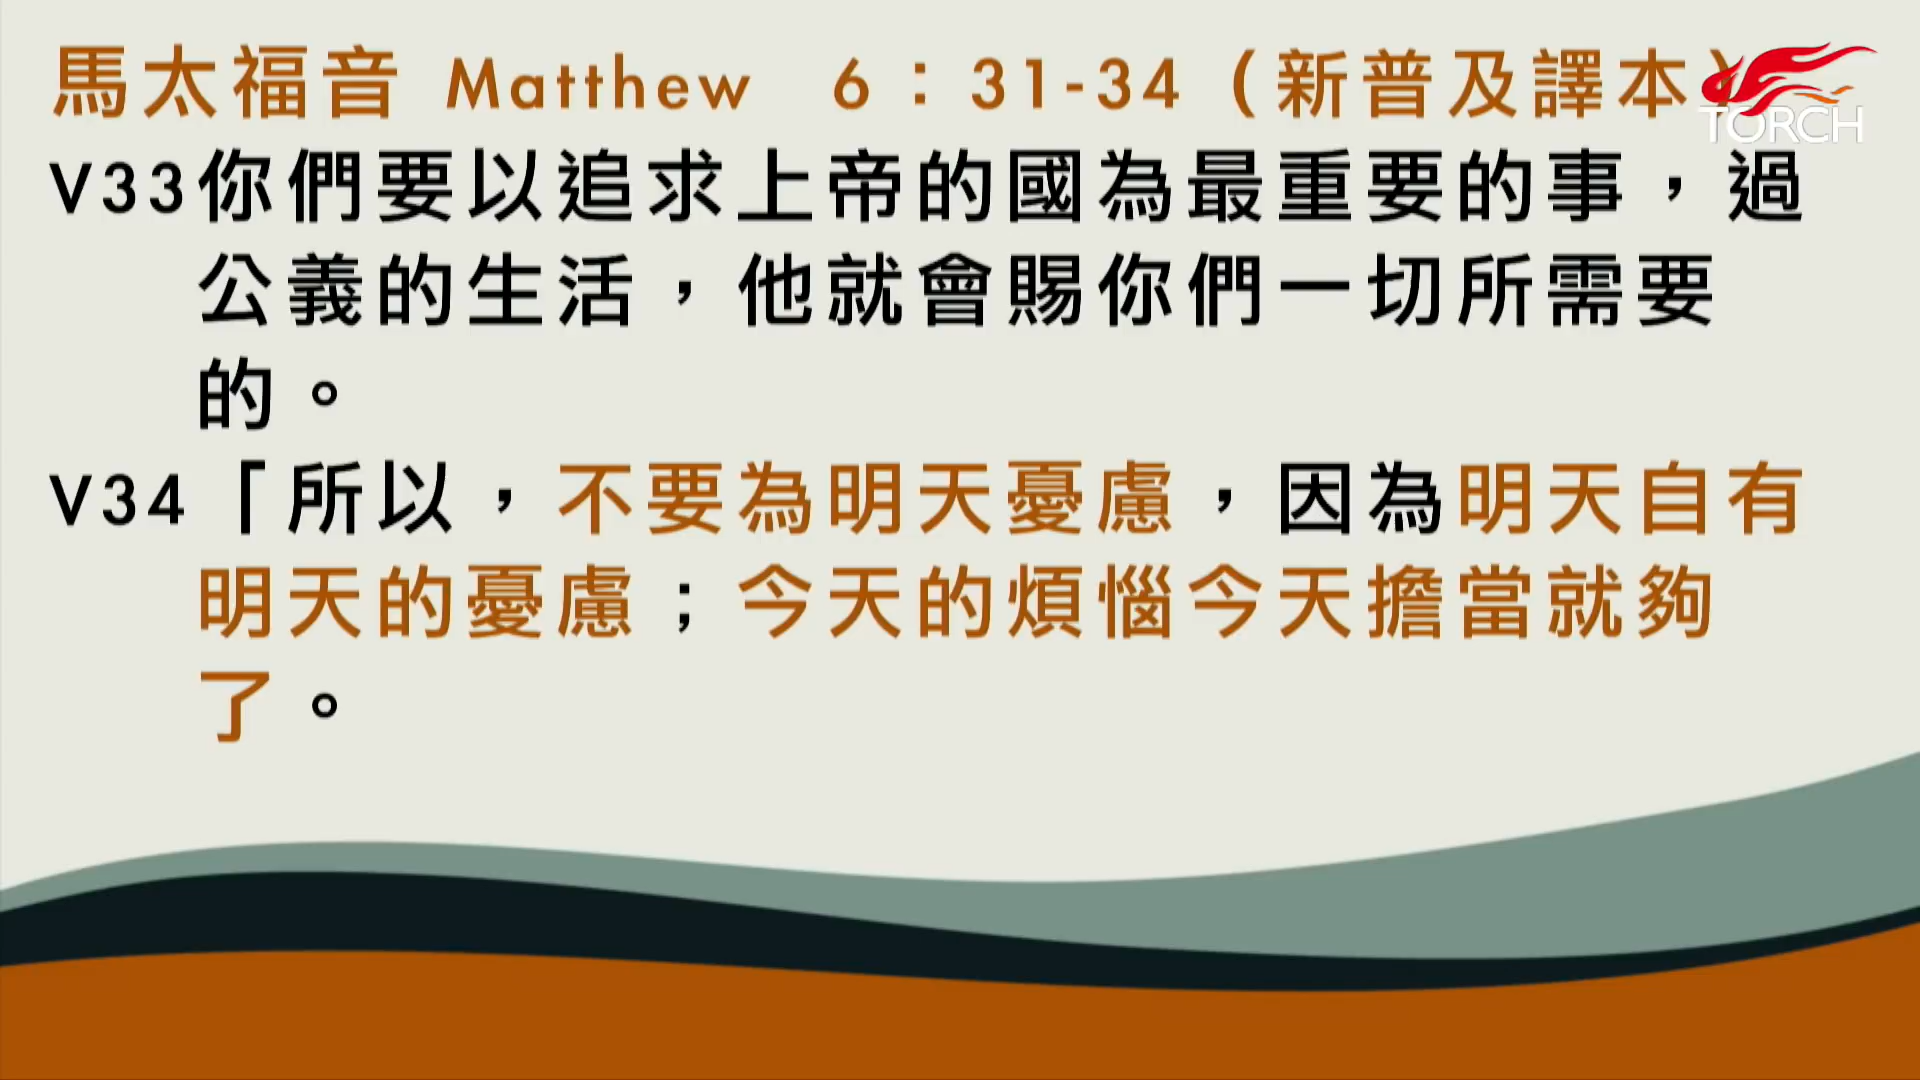 馬太福音 Matthew 6：31-34（新普及譯本）
TORCH
V33你們要以追求上帝的國為最重要的事，過
公義的生活，他就會賜你們一切所需要
的。
V34「所以，不要為明天憂慮，因為明天自有
明天的憂慮；今天的煩惱今天擔當就夠
了。